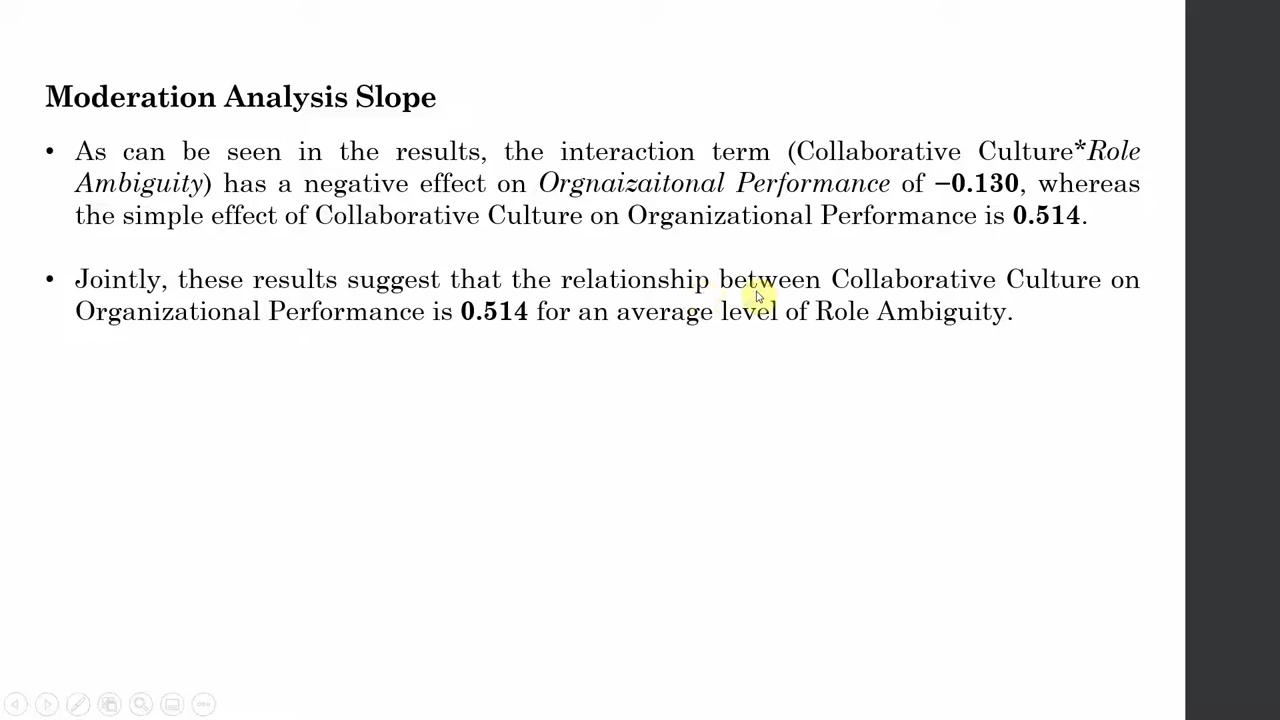 Moderation Analysis Slope
• As can be seen in the results, the interaction term (Collaborative Culture*Role
Ambiguity) has a negative effect on Orgnaizaitonal Performance of −0.130, whereas
the simple effect of Collaborative Culture on Organizational Performance is 0.514.
• Jointly, these results suggest that the relationship between Collaborative Culture on
Organizational Performance is 0.514 for an average level of Role Ambiguity.